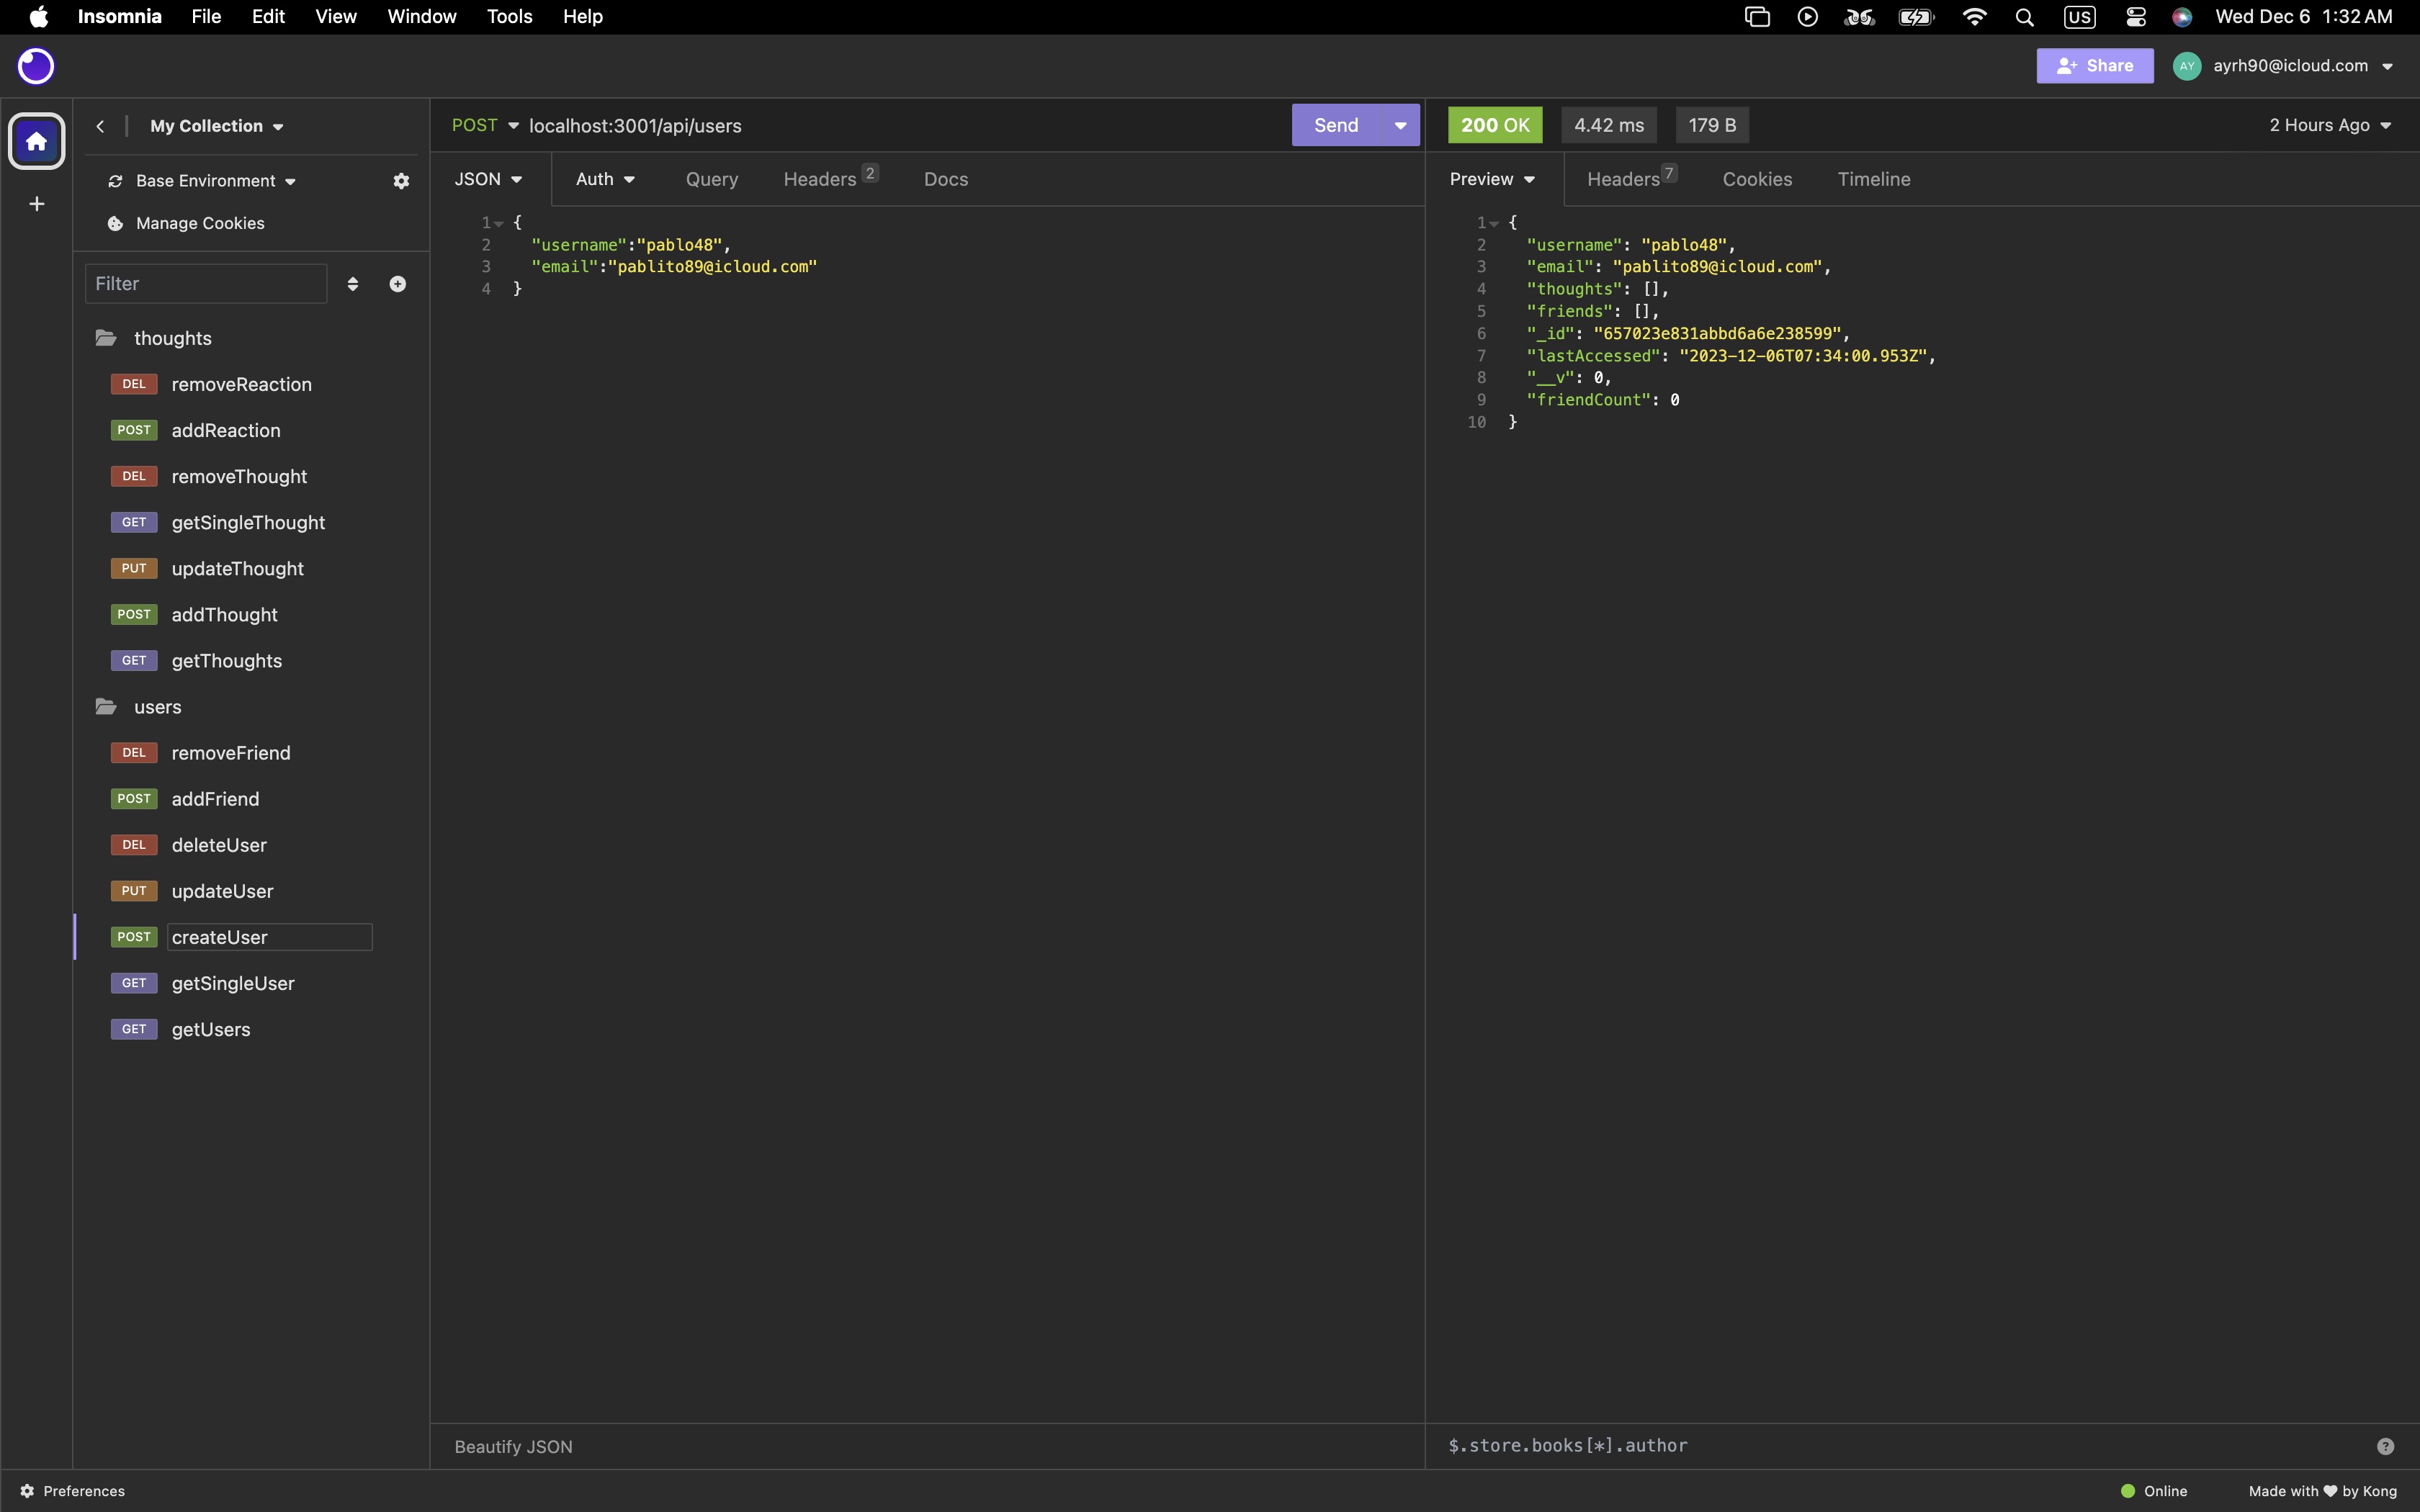 Insomnia File Edit View Window Tools Help US Wed Dec 6 1:32 AM
Share AY ayrh90@icloud.com
My Collection
Base Environment
Manage Cookies
Filter
thoughts
DEL removeReaction
POST addReaction
DEL removeThought
GET getSingleThought
PUT updateThought
POST addThought
GET getThoughts
users
DEL removeFriend
POST addFriend
DEL deleteUser
PUT updateUser
POST createUser
GET getSingleUser
GET getUsers
POST localhost:3001/api/users Send
JSON Auth Query Headers 2 Docs
1 {
2 "username":"pablo48",
3 "email":"pablito89@icloud.com"
4 }
Beautify JSON
200 OK 4.42 ms 179 B 2 Hours Ago
Preview Headers 7 Cookies Timeline
1 {
2 "username": "pablo48",
3 "email": "pablito89@icloud.com",
4 "thoughts": [],
5 "friends": [],
6 "_id": "657023e831abbd6a6e238599",
7 "lastAccessed": "2023-12-06T07:34:00.953Z",
8 "__v": 0,
9 "friendCount": 0
10 }
$.store.books[*].author ?
Preferences Online Made with ♥ by Kong